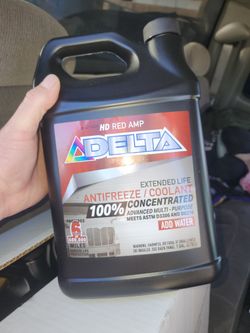 HD RED AMP
DELTA
EXTENDED LIFE
ANTIFREEZE / COOLANT
100% CONCENTRATED
ADVANCED MULTI - PURPOSE
MEETS ASTM D3306 AND
ADD WATER
6